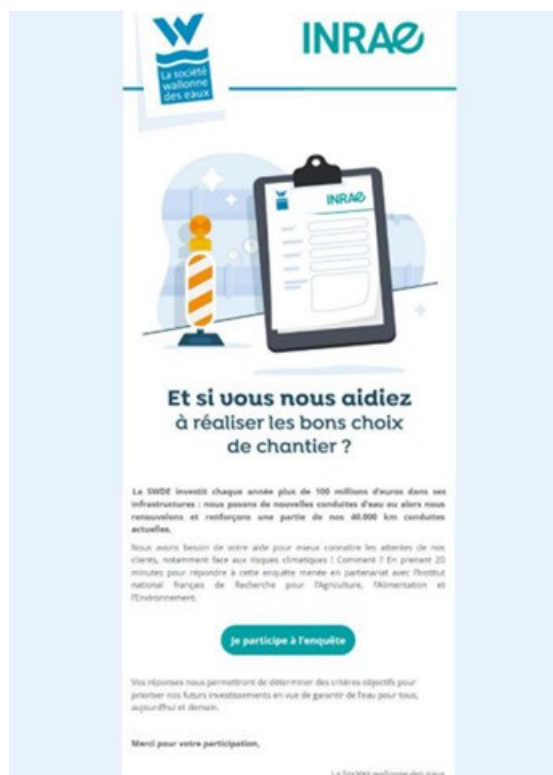 W
La société
wallonne
des eaux
INRAE
INRAE
Et si vous nous aidiez
à réaliser les bons choix
de chantier ?
La SWDE investit chaque année plus de 100 millions d'euros dans ses
infrastructures : nous posons de nouvelles conduites d'eau ou alors nous
renouvelons et renforçons une partie de nos 40.000 km conduites
actuelles.
Nous avons besoin de votre aide pour mieux connaître les attentes de nos
clients, notamment face aux risques climatiques ! Comment ? En prenant 20
minutes pour répondre à cette enquête menée en partenariat avec l'Institut
national français de Recherche pour l'Agriculture, l'Alimentation et
l'Environnement.
Je participe à l'enquête
Vos réponses nous permettront de déterminer des critères objectifs pour
prioriser nos futurs investissements en vue de garantir de l'eau pour tous,
aujourd'hui et demain.
Merci pour votre participation,
La Société wallonne des eaux